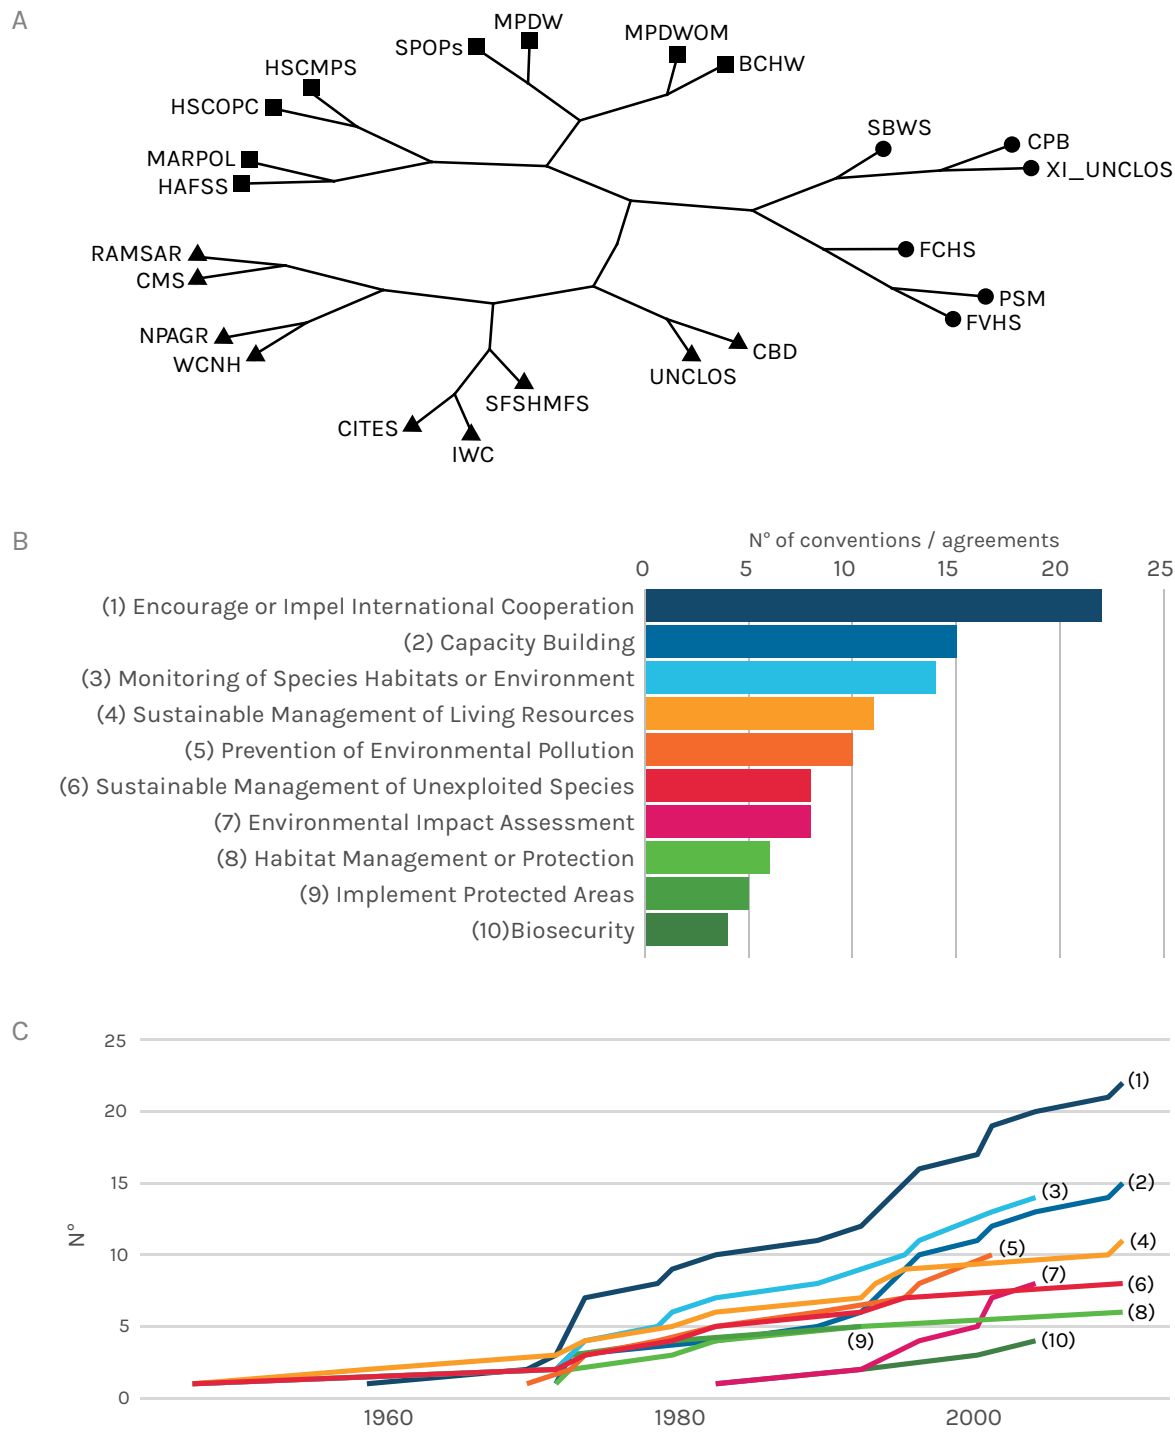 A
MPDW
SPOPs
MPDWOM
BCHW
HSCMPS
HSCOPC
MARPOL
HAFSS
SBWS
CPB
XI_UNCLOS
FCHS
PSM
FVHS
RAMSAR
CMS
NPAGR
WCNH
CBD
UNCLOS
SFSHMFS
CITES
IWC
B
N° of conventions / agreements
0 5 10 15 20 25
(1) Encourage or Impel International Cooperation
(2) Capacity Building
(3) Monitoring of Species Habitats or Environment
(4) Sustainable Management of Living Resources
(5) Prevention of Environmental Pollution
(6) Sustainable Management of Unexploited Species
(7) Environmental Impact Assessment
(8) Habitat Management or Protection
(9) Implement Protected Areas
(10)Biosecurity
C
25
20
15
10
5
0
N°
(1)
(2)
(3)
(4)
(5)
(7)
(6)
(8)
(9)
(10)
1960 1980 2000